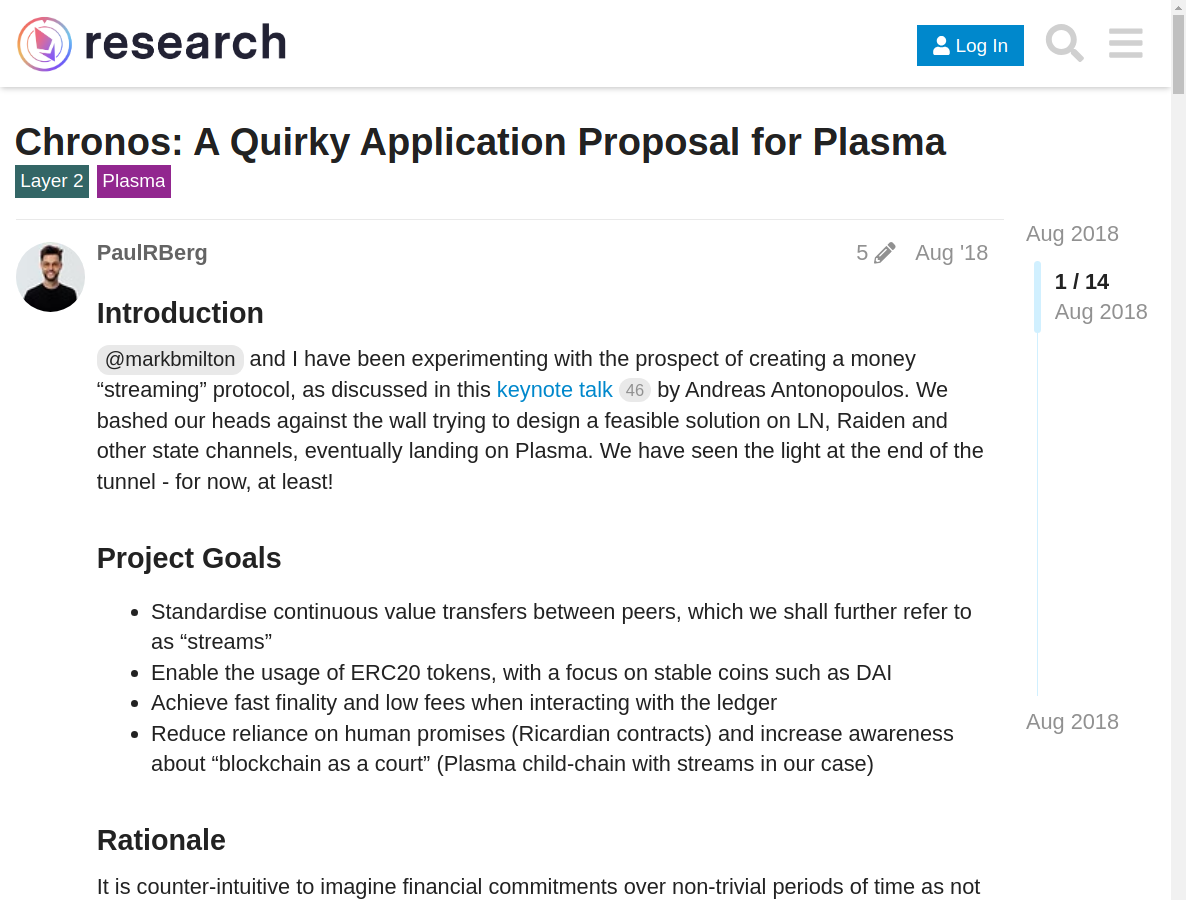 research
Log In
Chronos: A Quirky Application Proposal for Plasma
Layer 2 Plasma
PaulRBerg
5
Aug '18
Introduction
@markbmilton and I have been experimenting with the prospect of creating a money
“streaming” protocol, as discussed in this keynote talk 46 by Andreas Antonopoulos. We
bashed our heads against the wall trying to design a feasible solution on LN, Raiden and
other state channels, eventually landing on Plasma. We have seen the light at the end of the
tunnel - for now, at least!
Project Goals
• Standardise continuous value transfers between peers, which we shall further refer to
as “streams”
• Enable the usage of ERC20 tokens, with a focus on stable coins such as DAI
• Achieve fast finality and low fees when interacting with the ledger
• Reduce reliance on human promises (Ricardian contracts) and increase awareness
about “blockchain as a court” (Plasma child-chain with streams in our case)
Rationale
It is counter-intuitive to imagine financial commitments over non-trivial periods of time as not
Aug 2018
1 / 14
Aug 2018
Aug 2018